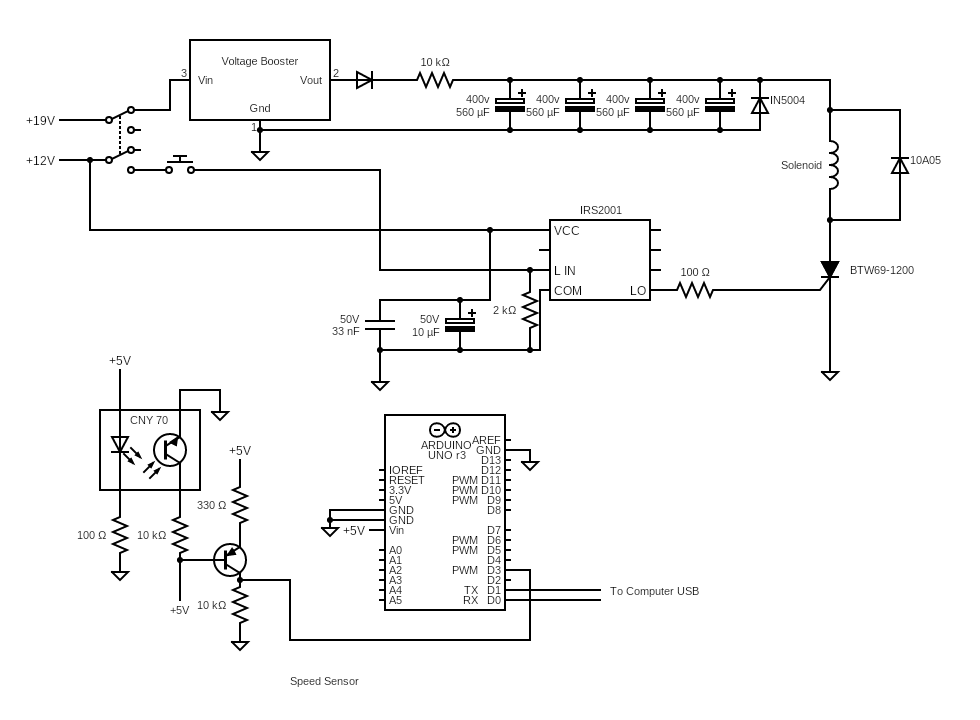 Voltage Booster
3 Vin Vout 2
Gnd
1
10 kΩ
400v
560 µF
400v
560 µF
400v
560 µF
400v
560 µF
IN5004
+19V
+12V
Solenoid
10A05
IRS2001
VCC
L IN
COM
LO
100 Ω
BTW69-1200
2 kΩ
50V
33 nF
50V
10 µF
+5V
CNY 70
+5V
330 Ω
100 Ω
10 kΩ
+5V
10 kΩ
ARDUINO
UNO r3
IOREF
RESET
3.3V
5V
GND
GND
Vin
+5V
A0
A1
A2
A3
A4
A5
AREF
GND
D13
D12
PWM D11
PWM D10
PWM D9
D8
D7
PWM D6
PWM D5
D4
PWM D3
D2
TX D1
RX D0
To Computer USB
Speed Sensor